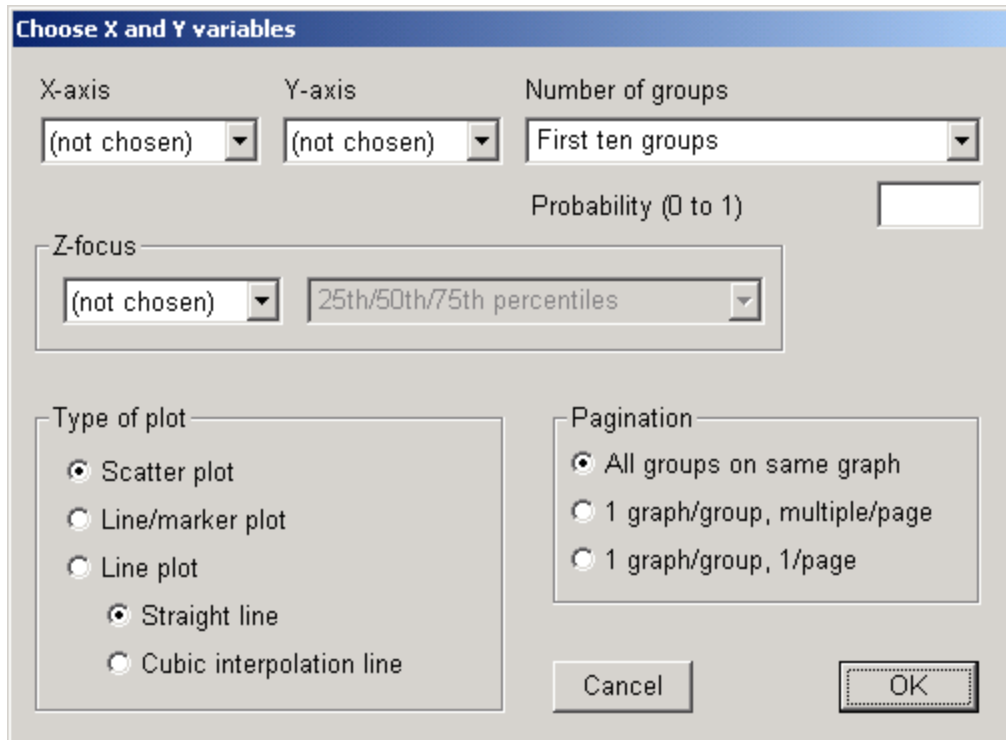 Choose X and Y variables
X-axis Y-axis Number of groups
(not chosen) (not chosen) First ten groups
Probability (0 to 1)
Z-focus
(not chosen) 25th/50th/75th percentiles
Type of plot
Scatter plot
Line/marker plot
Line plot
Straight line
Cubic interpolation line
Pagination
All groups on same graph
1 graph/group, multiple/page
1 graph/group, 1/page
Cancel OK